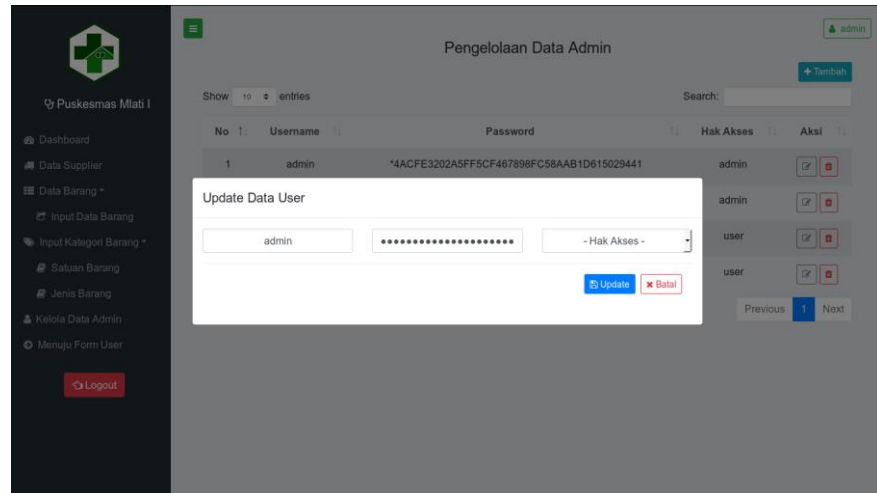 admin
Pengelolaan Data Admin
+ Tambah
Puskesmas Mlati I
Show 10 entries
Search:
No Username Password Hak Akses Aksi
Dashboard
Data Supplier
Data Barang
Input Data Barang
Input Kategori Barang
Satuan Barang
Jenis Barang
Kelola Data Admin
Menuju Form User
Logout
1 admin *4ACFE3202A5FF5CF467898FC58AAB1D615029441 admin
admin
user
user
Update Data User
admin ••••••••••••••••••••• - Hak Akses -
Update Batal
Previous 1 Next